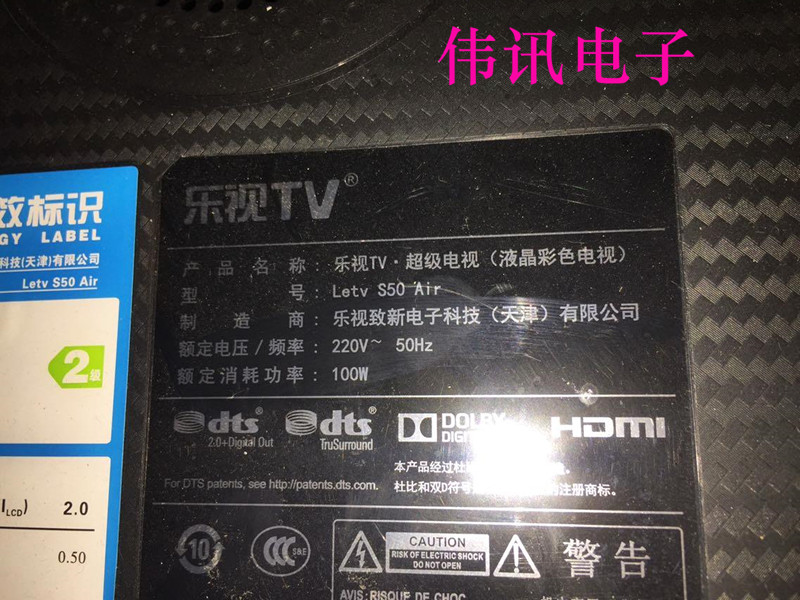 伟讯电子
效标识
GY LABEL
科技(天津)有限公司
Letv S50 Air
2级
LCD) 2.0
0.50
乐视TV®
产品名称：乐视TV·超级电视（液晶彩色电视）
型号：Letv S50 Air
制造商：乐视致新电子科技（天津）有限公司
额定电压/频率：220V~ 50Hz
额定消耗功率：100W
dts®
2.0+Digital Out
dts®
TruSurround
DOLBY
HDMI
本产品经过杜
For DTS patents, see http://patents.dts.com.
杜比和双D符号 的注册商标。
10
CCC S&E
CAUTION
RISK OF ELECTRIC SHOCK
DO NOT OPEN
警告
AVIS: RISQUE DE CHOC